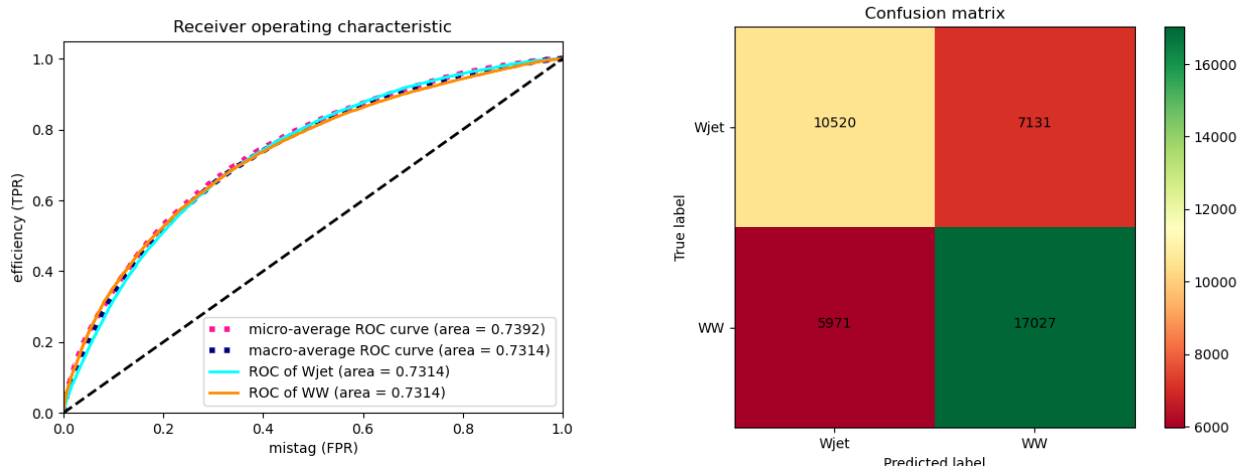 Receiver operating characteristic
efficiency (TPR)
1.0
0.8
0.6
0.4
0.2
0.0
micro-average ROC curve (area = 0.7392)
macro-average ROC curve (area = 0.7314)
ROC of Wjet (area = 0.7314)
ROC of WW (area = 0.7314)
0.0 0.2 0.4 0.6 0.8 1.0
mistag (FPR)
Confusion matrix
True label
Wjet
10520 7131
WW
5971 17027
Wjet WW
Predicted label
16000
14000
12000
10000
8000
6000